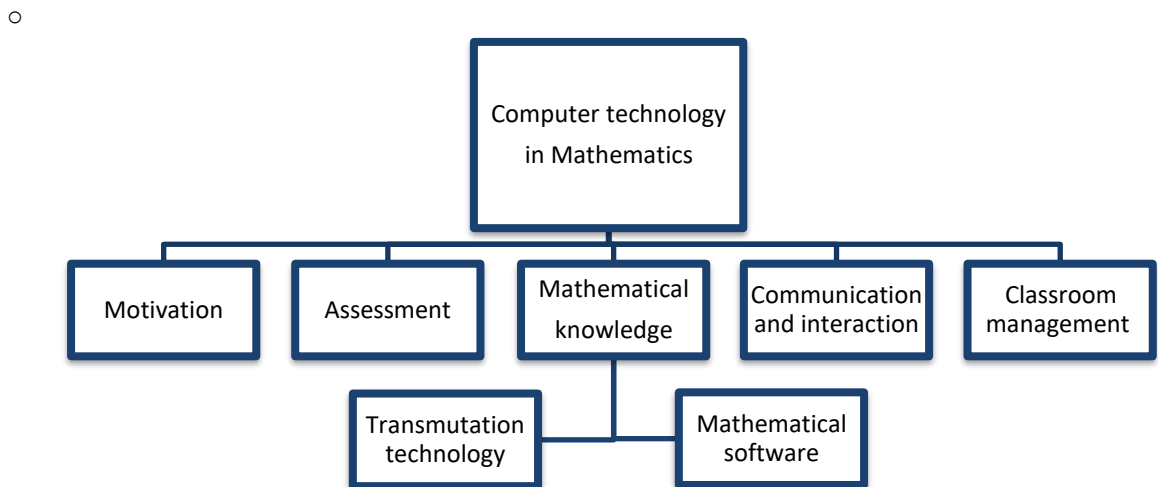 Computer technology
in Mathematics
Motivation
Assessment
Mathematical
knowledge
Communication
and interaction
Classroom
management
Transmutation
technology
Mathematical
software